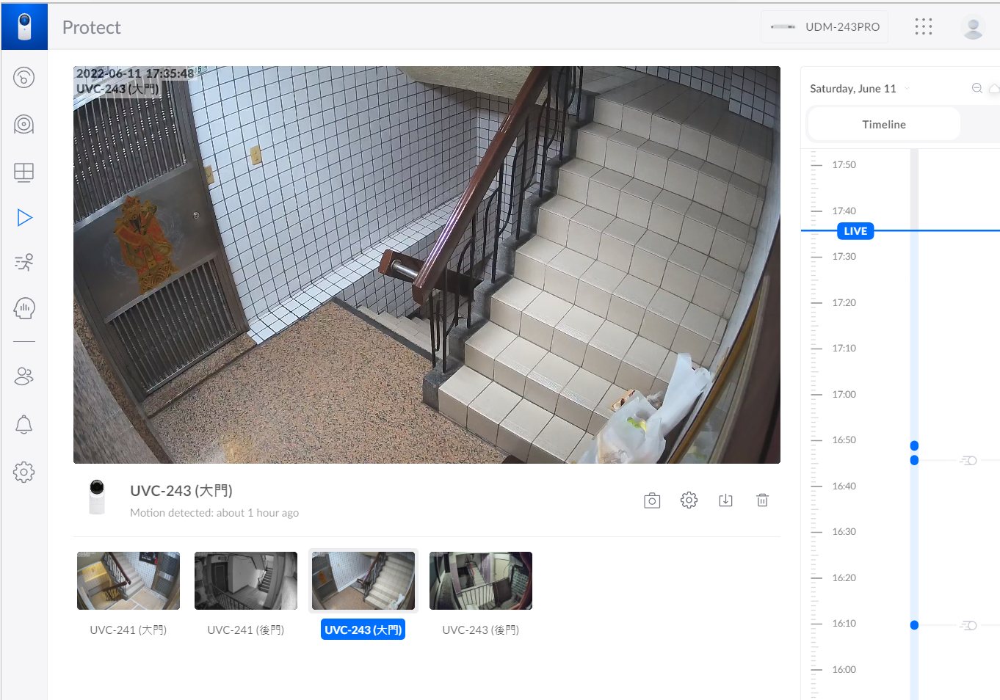 Protect
UDM-243PRO
2022-06-11 17:35:48
UVC-243 (大門)
Saturday, June 11
Timeline
17:50
17:40
LIVE
17:30
17:20
17:10
17:00
16:50
16:40
16:30
16:20
16:10
16:00
UVC-243 (大門)
Motion detected: about 1 hour ago
UVC-241 (大門)
UVC-241 (後門)
UVC-243 (大門)
UVC-243 (後門)